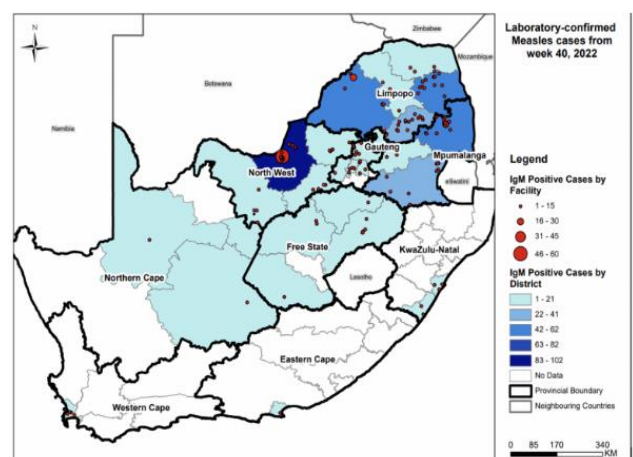 Laboratory-confirmed
Measles cases from
week 40, 2022
Zimbabwe
Mozambique
Botswana
Namibia
Limpopo
Gauteng
Mpumalanga
eSwatini
North West
Free State
KwaZulu-Natal
Lesotho
Northern Cape
Eastern Cape
Western Cape
Legend
IgM Positive Cases by
Facility
1 - 15
16 - 30
31 - 45
46 - 60
IgM Positive Cases by
District
1 - 21
22 - 41
42 - 62
63 - 82
83 - 102
No Data
Provincial Boundary
Neighbouring Countries
0 85 170 340
KM